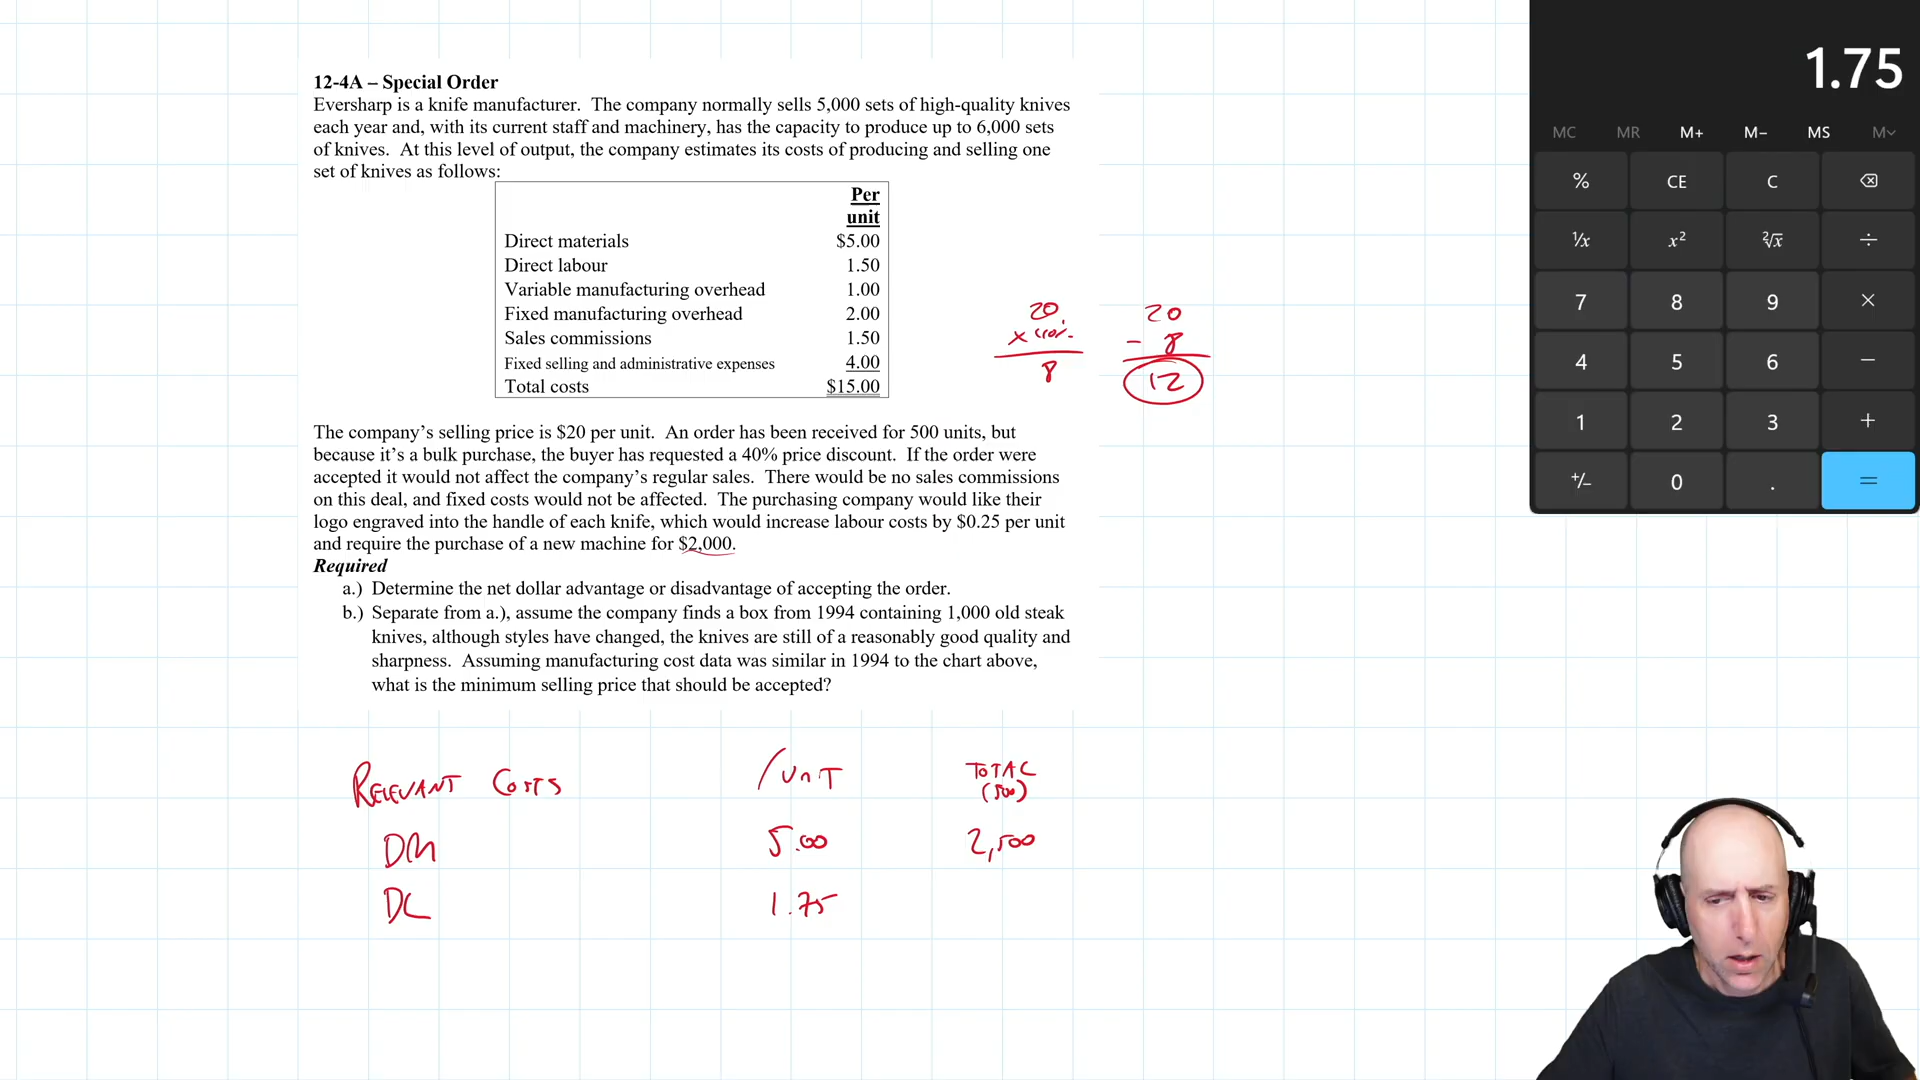 12-4A – Special Order
Eversharp is a knife manufacturer. The company normally sells 5,000 sets of high-quality knives
each year and, with its current staff and machinery, has the capacity to produce up to 6,000 sets
of knives. At this level of output, the company estimates its costs of producing and selling one
set of knives as follows:
Per
unit
Direct materials $5.00
Direct labour 1.50
Variable manufacturing overhead 1.00
Fixed manufacturing overhead 2.00
Sales commissions 1.50
Fixed selling and administrative expenses 4.00
Total costs $15.00
20
x 40%
8
20
- 8
12
The company’s selling price is $20 per unit. An order has been received for 500 units, but
because it’s a bulk purchase, the buyer has requested a 40% price discount. If the order were
accepted it would not affect the company’s regular sales. There would be no sales commissions
on this deal, and fixed costs would not be affected. The purchasing company would like their
logo engraved into the handle of each knife, which would increase labour costs by $0.25 per unit
and require the purchase of a new machine for $2,000.
Required
a.) Determine the net dollar advantage or disadvantage of accepting the order.
b.) Separate from a.), assume the company finds a box from 1994 containing 1,000 old steak
knives, although styles have changed, the knives are still of a reasonably good quality and
sharpness. Assuming manufacturing cost data was similar in 1994 to the chart above,
what is the minimum selling price that should be accepted?
RELEVANT COSTS /UNIT TOTAL
(500)
DM 5.00 2,500
DL 1.75
1.75
MC MR M+ M− MS M˅
% CE C ⌫
⅟x x² ²√x ÷
7 8 9 ×
4 5 6 −
1 2 3 +
+/− 0 . =